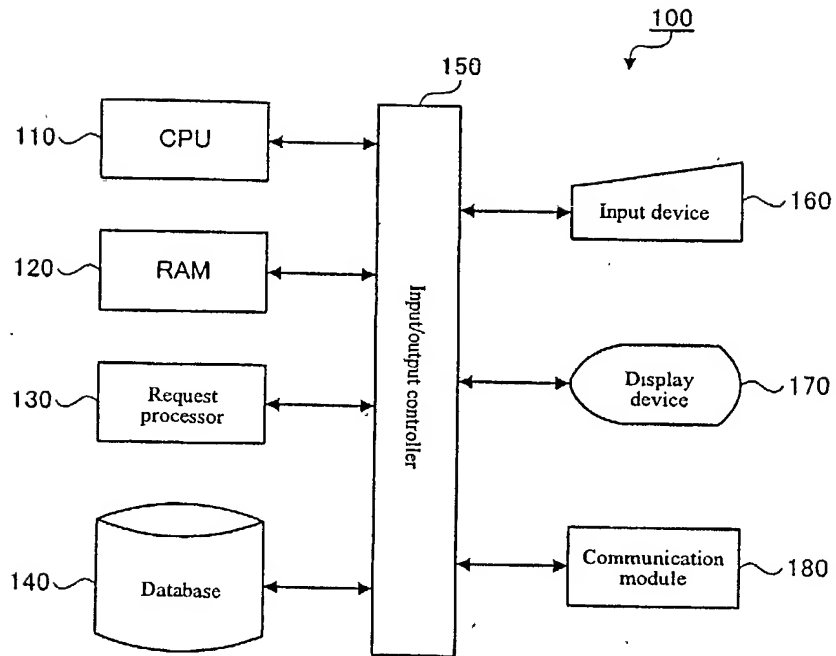 100
150
110
CPU
Input device
160
120
RAM
Input/output controller
130
Request
processor
Display
device
170
140
Database
Communication
module
180